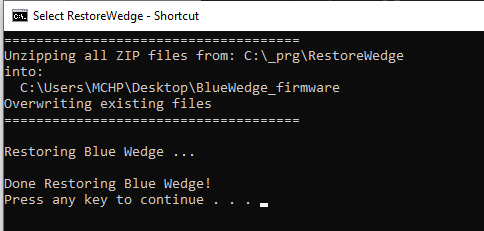 Select RestoreWedge - Shortcut
===================================
Unzipping all ZIP files from: C:\_prg\RestoreWedge
into:
  C:\Users\MCHP\Desktop\BlueWedge_firmware
Overwriting existing files
===================================
Restoring Blue Wedge ...
Done Restoring Blue Wedge!
Press any key to continue . . .